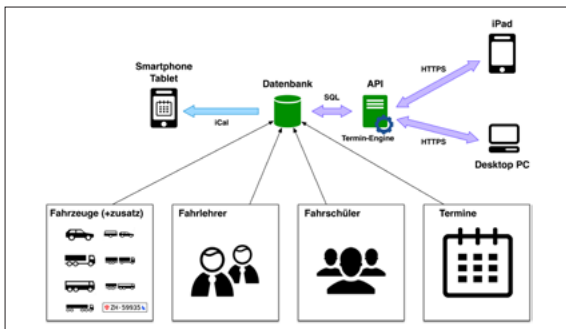 iPad
Smartphone
Tablet
HTTPS
Datenbank
API
SQL
iCal
Termin-Engine
HTTPS
Desktop PC
Fahrzeuge (+zusatz)
Fahrlehrer
Fahrschüler
Termine
ZH·59935